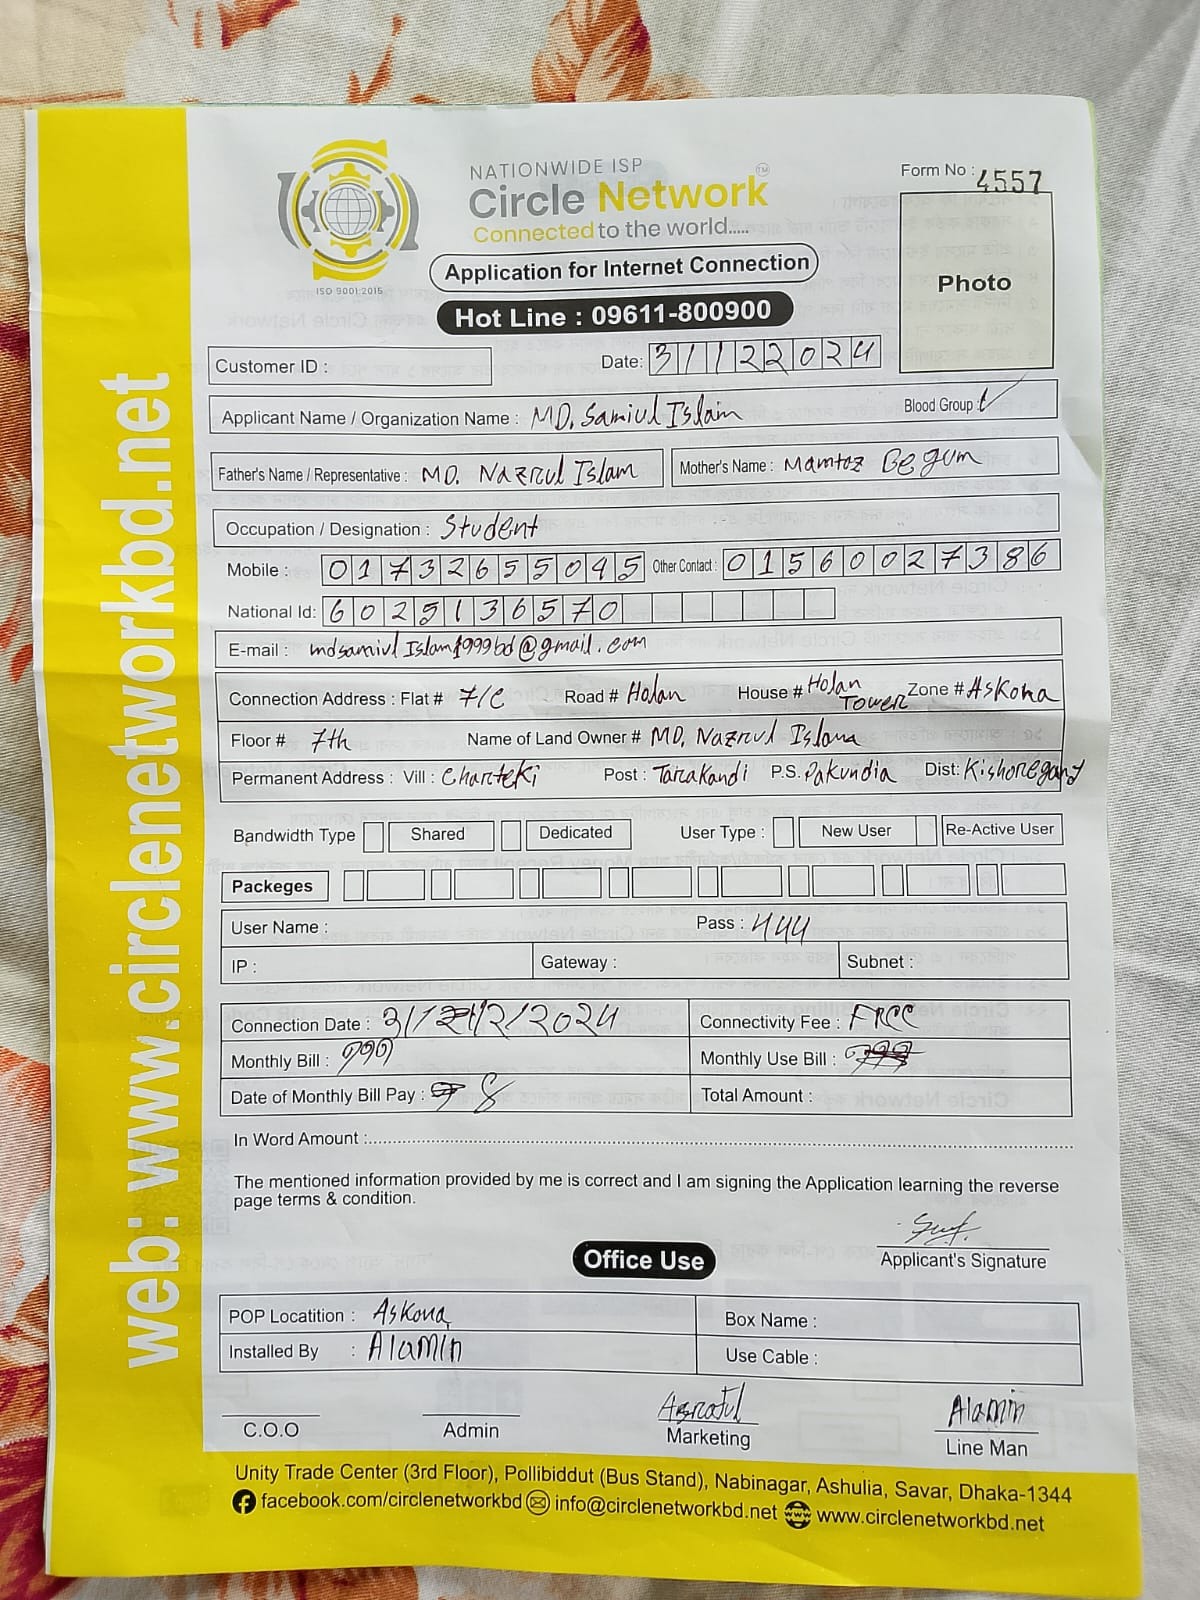 NATIONWIDE ISP
Circle Network TM
Connected to the world.....
ISO 9001:2015
Form No : 4557
Photo
Application for Internet Connection
Hot Line : 09611-800900
Customer ID :
Date: 31122024
Applicant Name / Organization Name : MD. Samiul Islam
Blood Group :
Father's Name / Representative : MD. Nazrul Islam Mother's Name : Mamtaz Begum
Occupation / Designation : Student
Mobile : 01732655095 Other Contact : 01560027386
National Id: 6025136570
E-mail : mdsamiulIslam1999bd@gmail.com
Connection Address : Flat # 7/C Road # Holan House # Holan Tower Zone # Askona
Floor # 7th Name of Land Owner # MD. Nazrul Islam
Permanent Address : Vill : Charteki Post : Tarakandi P.S. Pakundia Dist: Kishoreganj
Bandwidth Type Shared Dedicated User Type : New User Re-Active User
Packeges
User Name : Pass : 444
IP : Gateway : Subnet :
Connection Date : 31/12/2024 Connectivity Fee : Free
Monthly Bill : Monthly Use Bill :
Date of Monthly Bill Pay : 8 Total Amount :
In Word Amount :
The mentioned information provided by me is correct and I am signing the Application learning the reverse
page terms & condition.
Applicant's Signature
Office Use
POP Locatition : Askona Box Name :
Installed By : Alamin Use Cable :
Asraful Alamin
C.O.O Admin Marketing Line Man
Unity Trade Center (3rd Floor), Pollibiddut (Bus Stand), Nabinagar, Ashulia, Savar, Dhaka-1344
facebook.com/circlenetworkbd info@circlenetworkbd.net www.circlenetworkbd.net
web: www.circlenetworkbd.net